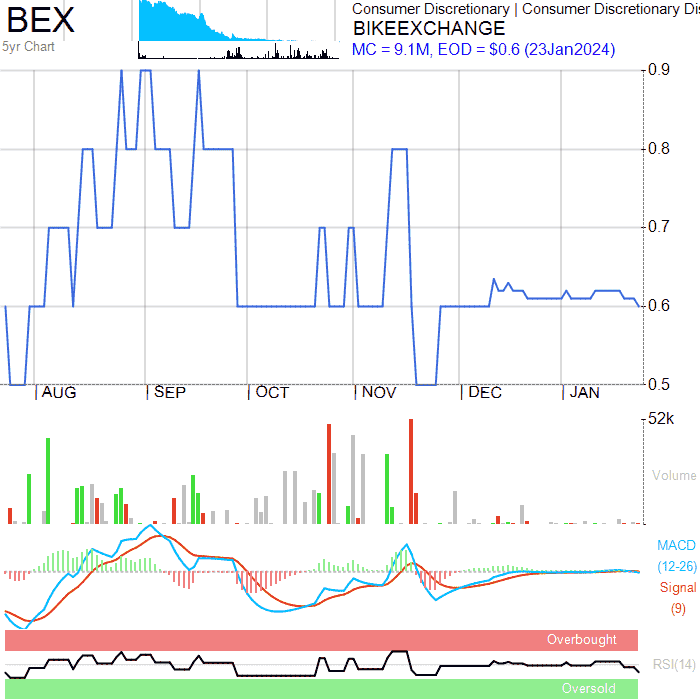 BEX
5yr Chart
Consumer Discretionary | Consumer Discretionary Dis
BIKEEXCHANGE
MC = 9.1M, EOD = $0.6 (23Jan2024)
0.9
0.8
0.7
0.6
0.5
AUG SEP OCT NOV DEC JAN
52k
Volume
MACD
(12-26)
Signal
(9)
Overbought
RSI(14)
Oversold